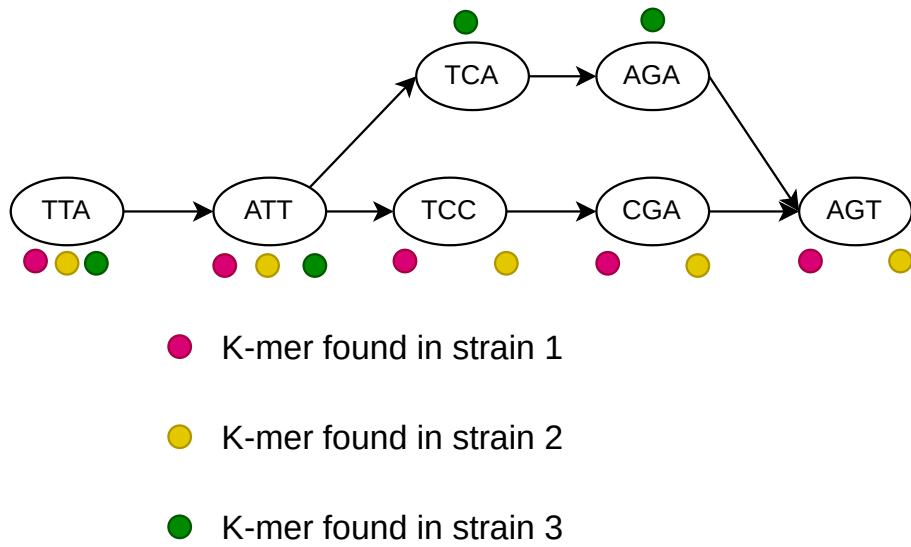 TCA
AGA
TTA
ATT
TCC
CGA
AGT
K-mer found in strain 1
K-mer found in strain 2
K-mer found in strain 3